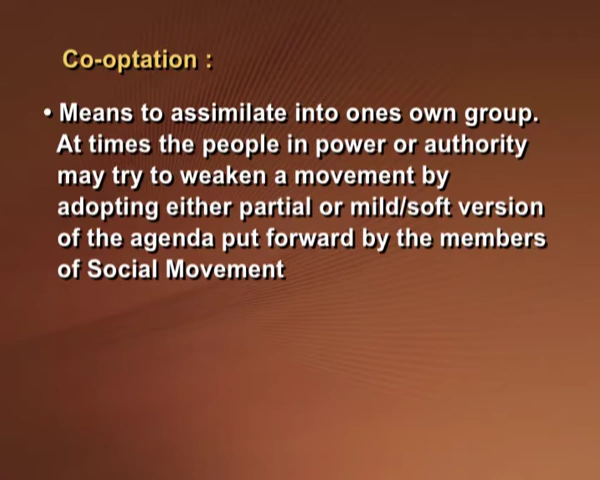 Co-optation :
• Means to assimilate into ones own group.
At times the people in power or authority
may try to weaken a movement by
adopting either partial or mild/soft version
of the agenda put forward by the members
of Social Movement